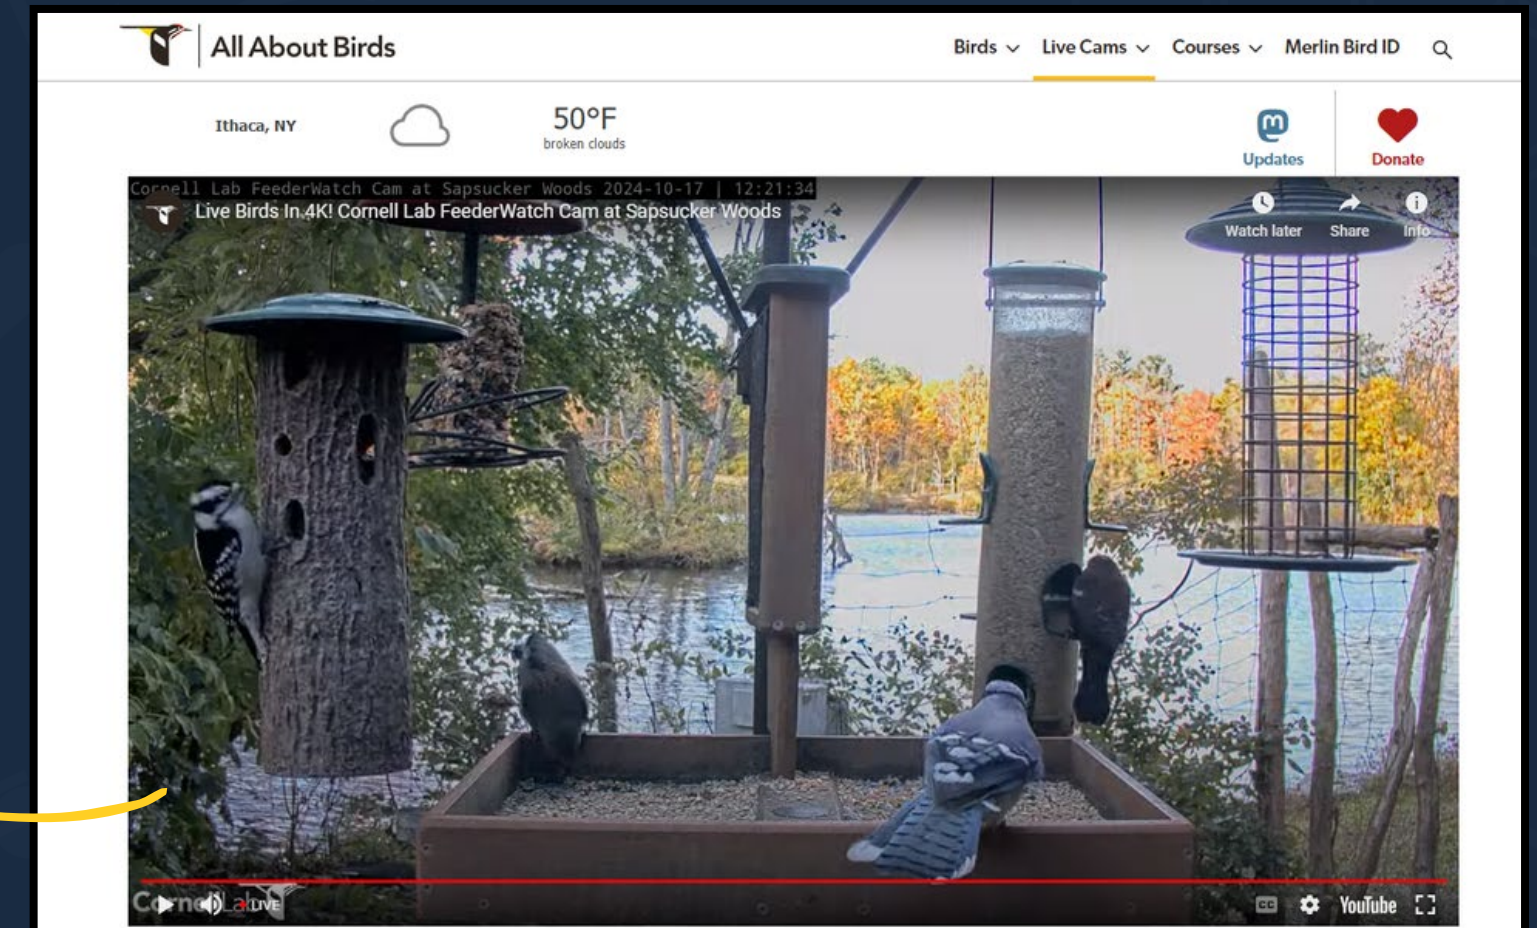 All About Birds
Birds Live Cams Courses Merlin Bird ID
Ithaca, NY
50°F
broken clouds
Updates
Donate
Cornell Lab FeederWatch Cam at Sapsucker Woods 2024-10-17 | 12:21:34
Live Birds In 4K! Cornell Lab FeederWatch Cam at Sapsucker Woods
Watch later Share Info
CornellLab LIVE
CC YouTube